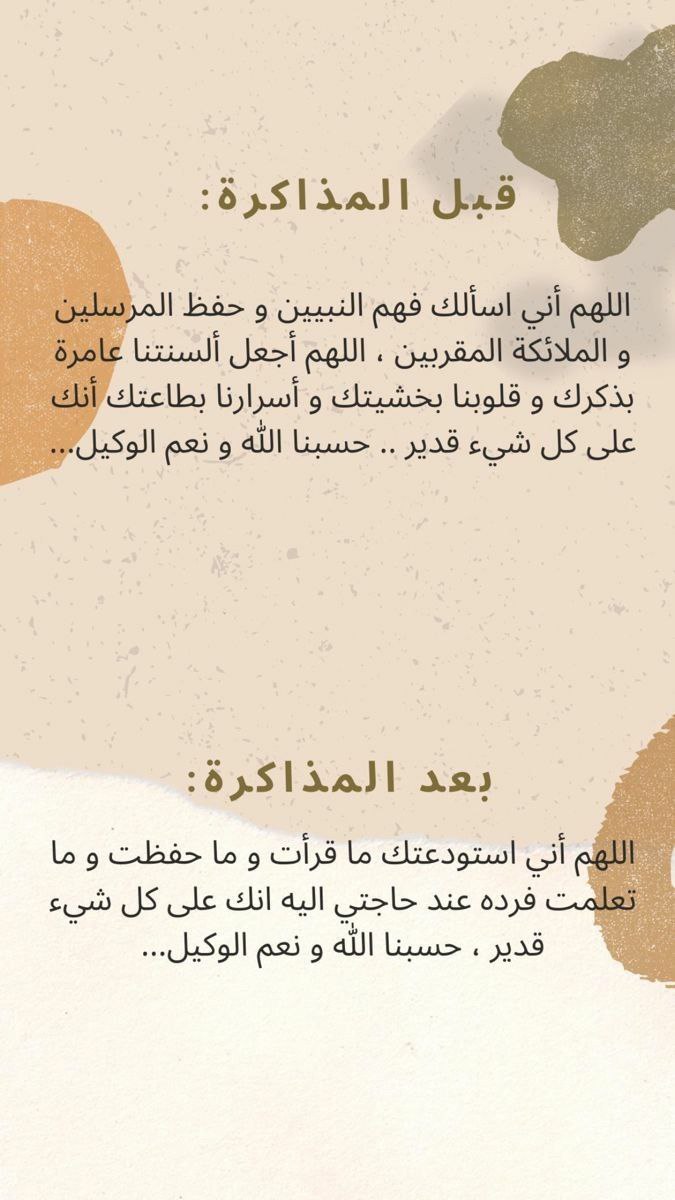 قبل المذاكرة:
اللهم أني اسألك فهم النبيين و حفظ المرسلين
و الملائكة المقربين ، اللهم أجعل ألسنتنا عامرة
بذكرك و قلوبنا بخشيتك و أسرارنا بطاعتك أنك
على كل شيء قدير .. حسبنا الله و نعم الوكيل...
بعد المذاكرة:
اللهم أني استودعتك ما قرأت و ما حفظت و ما
تعلمت فرده عند حاجتي اليه انك على كل شيء
قدير ، حسبنا الله و نعم الوكيل...